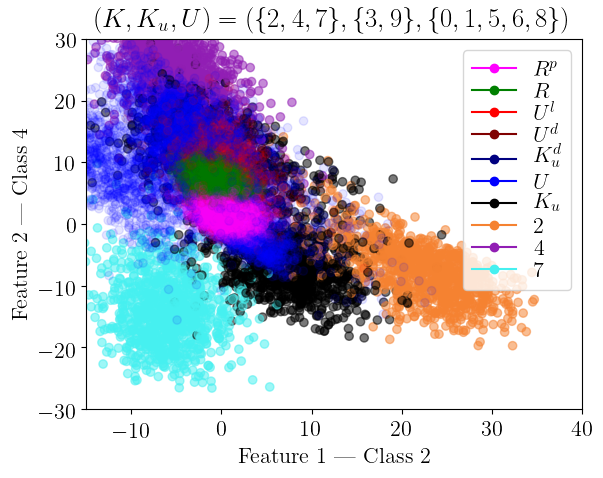 (K, K_u, U) = ({2, 4, 7}, {3, 9}, {0, 1, 5, 6, 8})
30
20
10
0
−10
−20
−30
Feature 2 — Class 4
R^p
R
U^l
U^d
K_u^d
U
K_u
2
4
7
−10
0
10
20
30
40
Feature 1 — Class 2